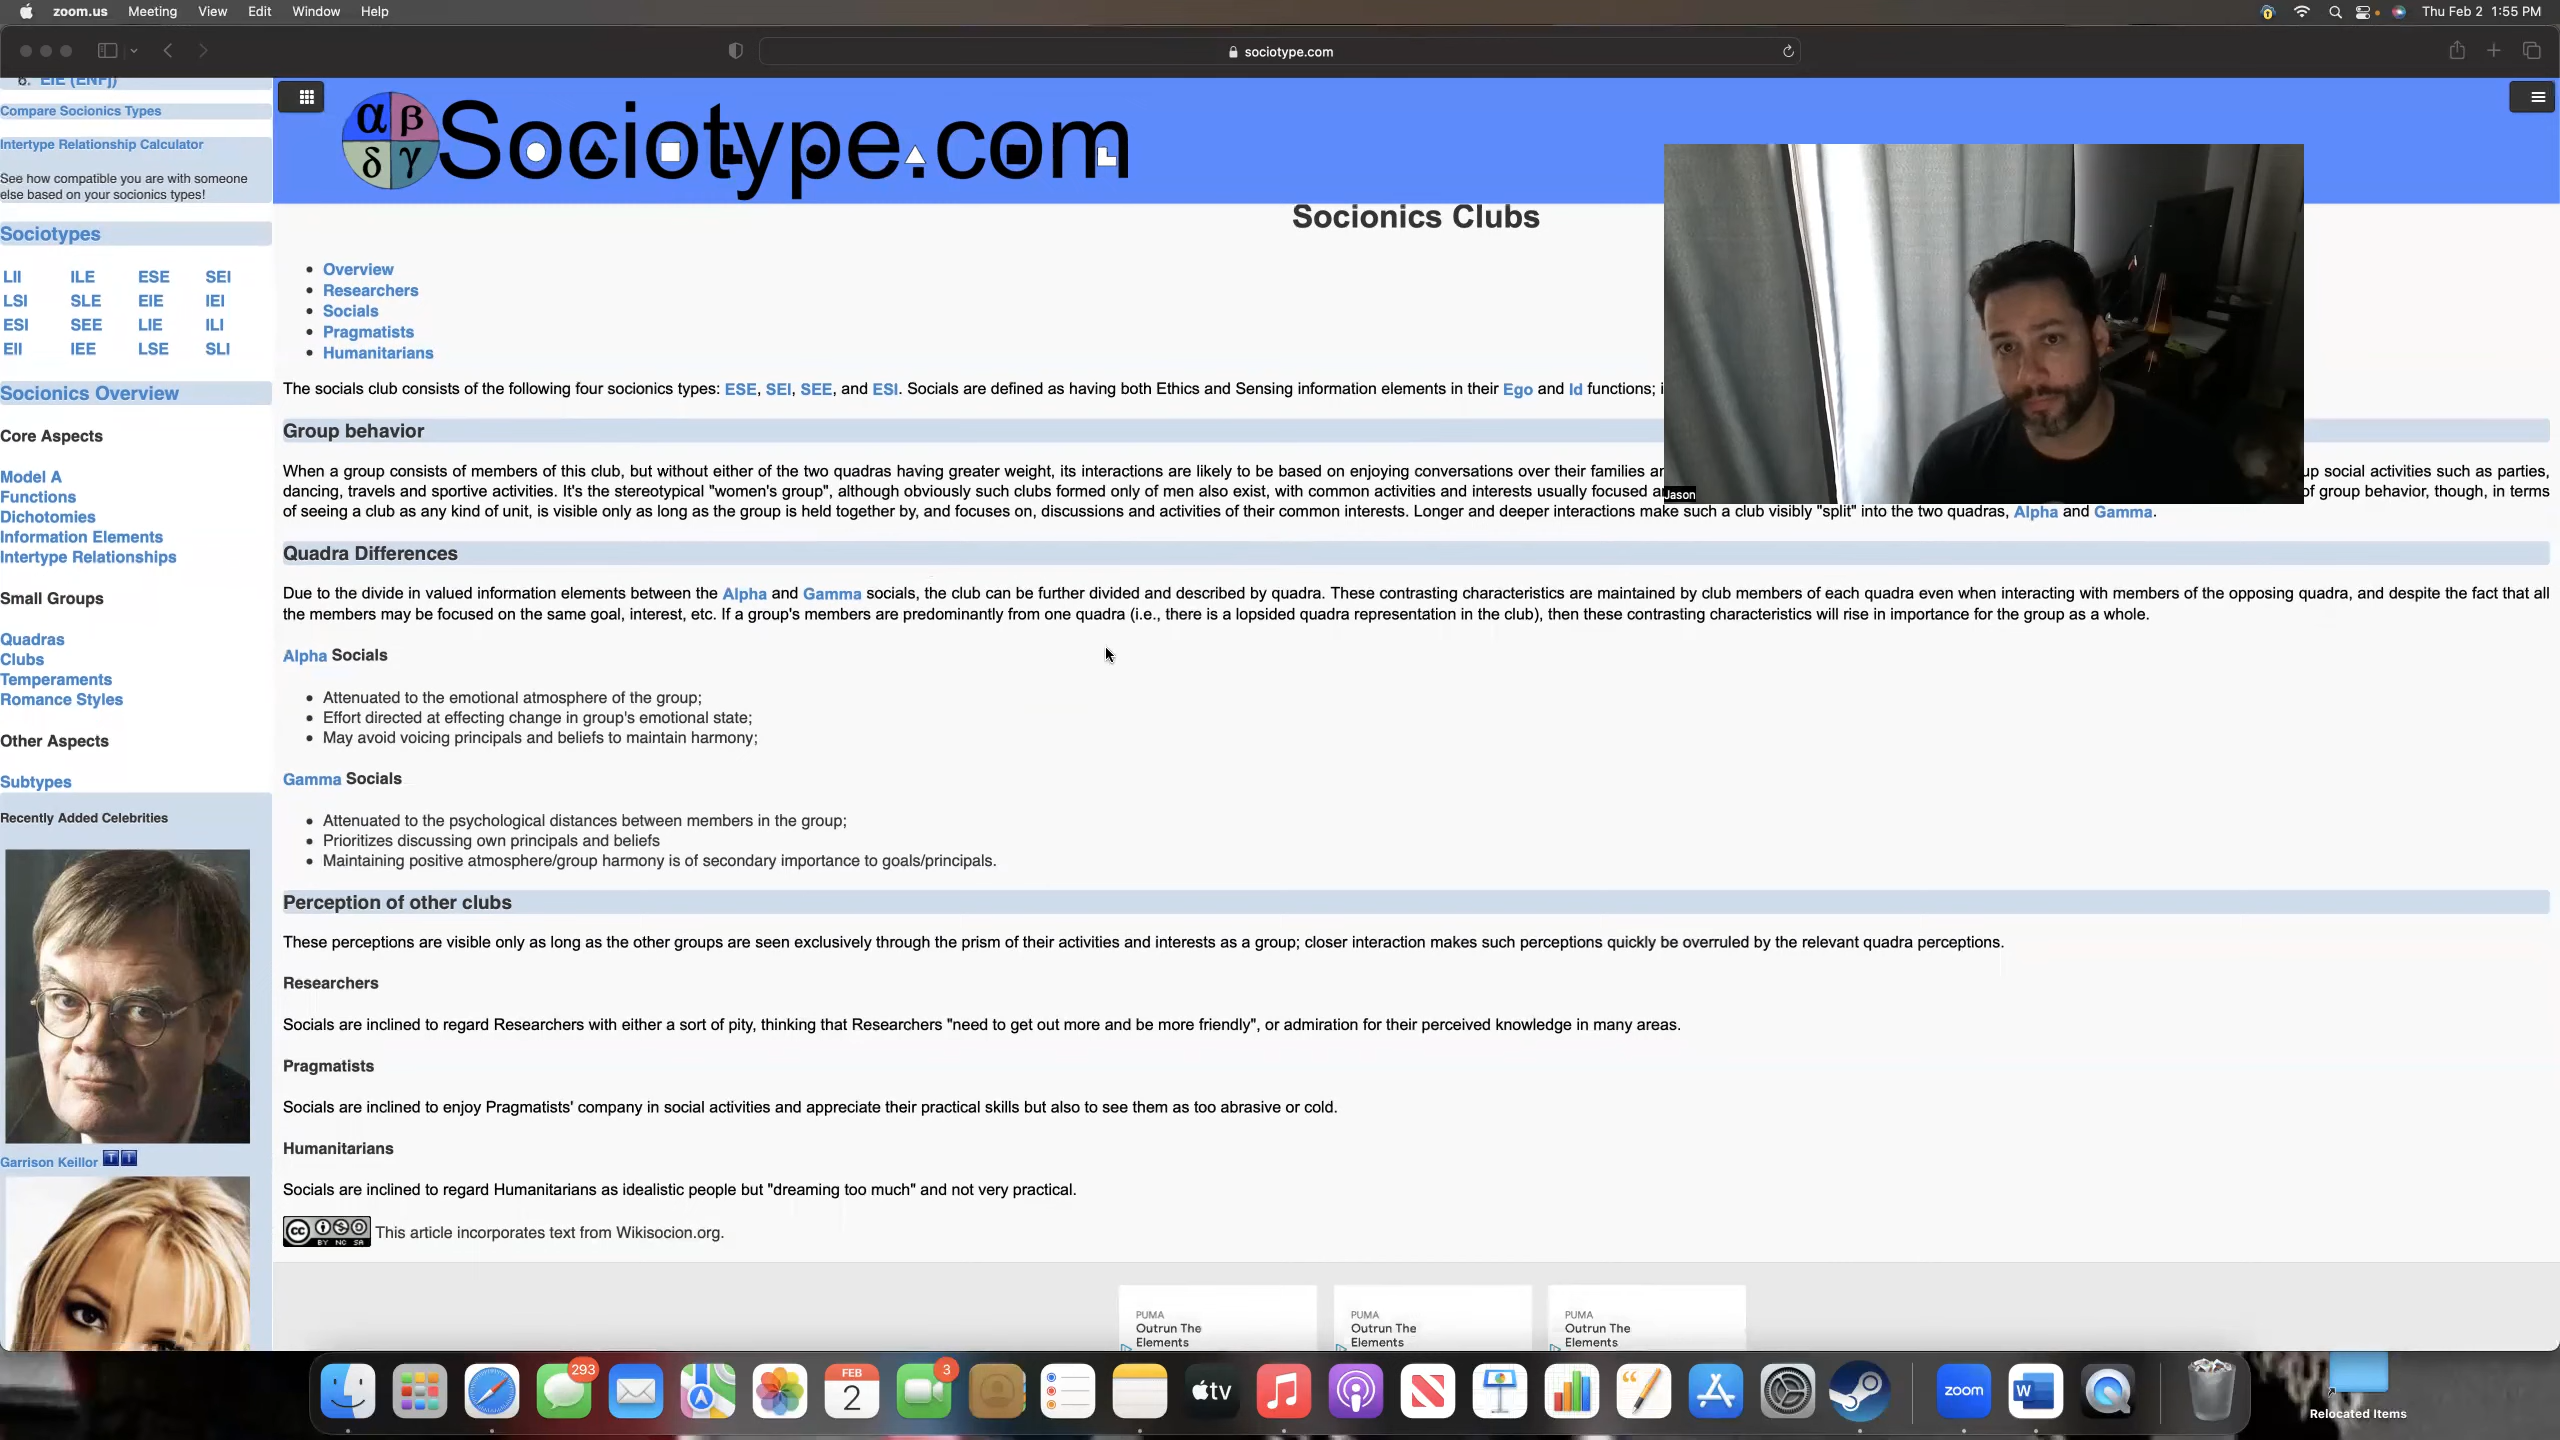 zoom.us Meeting View Edit Window Help
Thu Feb 2 1:55 PM
sociotype.com
6. EIE (ENFj)
Compare Socionics Types
Intertype Relationship Calculator
See how compatible you are with someone
else based on your socionics types!
Sociotypes
LII ILE ESE SEI
LSI SLE EIE IEI
ESI SEE LIE ILI
EII IEE LSE SLI
Socionics Overview
Core Aspects
Model A
Functions
Dichotomies
Information Elements
Intertype Relationships
Small Groups
Quadras
Clubs
Temperaments
Romance Styles
Other Aspects
Subtypes
Recently Added Celebrities
Garrison Keillor
α β
δ γ
Sociotype.com
Socionics Clubs
Overview
Researchers
Socials
Pragmatists
Humanitarians
The socials club consists of the following four socionics types: ESE, SEI, SEE, and ESI. Socials are defined as having both Ethics and Sensing information elements in their Ego and Id functions;
Group behavior
When a group consists of members of this club, but without either of the two quadras having greater weight, its interactions are likely to be based on enjoying conversations over their families social activities such as parties,
dancing, travels and sportive activities. It's the stereotypical "women's group", although obviously such clubs formed only of men also exist, with common activities and interests usually focused of group behavior, though, in terms
of seeing a club as any kind of unit, is visible only as long as the group is held together by, and focuses on, discussions and activities of their common interests. Longer and deeper interactions make such a club visibly "split" into the two quadras, Alpha and Gamma.
Jason
Quadra Differences
Due to the divide in valued information elements between the Alpha and Gamma socials, the club can be further divided and described by quadra. These contrasting characteristics are maintained by club members of each quadra even when interacting with members of the opposing quadra, and despite the fact that all
the members may be focused on the same goal, interest, etc. If a group's members are predominantly from one quadra (i.e., there is a lopsided quadra representation in the club), then these contrasting characteristics will rise in importance for the group as a whole.
Alpha Socials
Attenuated to the emotional atmosphere of the group;
Effort directed at effecting change in group's emotional state;
May avoid voicing principals and beliefs to maintain harmony;
Gamma Socials
Attenuated to the psychological distances between members in the group;
Prioritizes discussing own principals and beliefs
Maintaining positive atmosphere/group harmony is of secondary importance to goals/principals.
Perception of other clubs
These perceptions are visible only as long as the other groups are seen exclusively through the prism of their activities and interests as a group; closer interaction makes such perceptions quickly be overruled by the relevant quadra perceptions.
Researchers
Socials are inclined to regard Researchers with either a sort of pity, thinking that Researchers "need to get out more and be more friendly", or admiration for their perceived knowledge in many areas.
Pragmatists
Socials are inclined to enjoy Pragmatists' company in social activities and appreciate their practical skills but also to see them as too abrasive or cold.
Humanitarians
Socials are inclined to regard Humanitarians as idealistic people but "dreaming too much" and not very practical.
cc BY NC SA This article incorporates text from Wikisocion.org.
PUMA PUMA PUMA
Outrun The Outrun The Outrun The
Elements Elements Elements
293 FEB 2 3 tv zoom W
Relocated Items